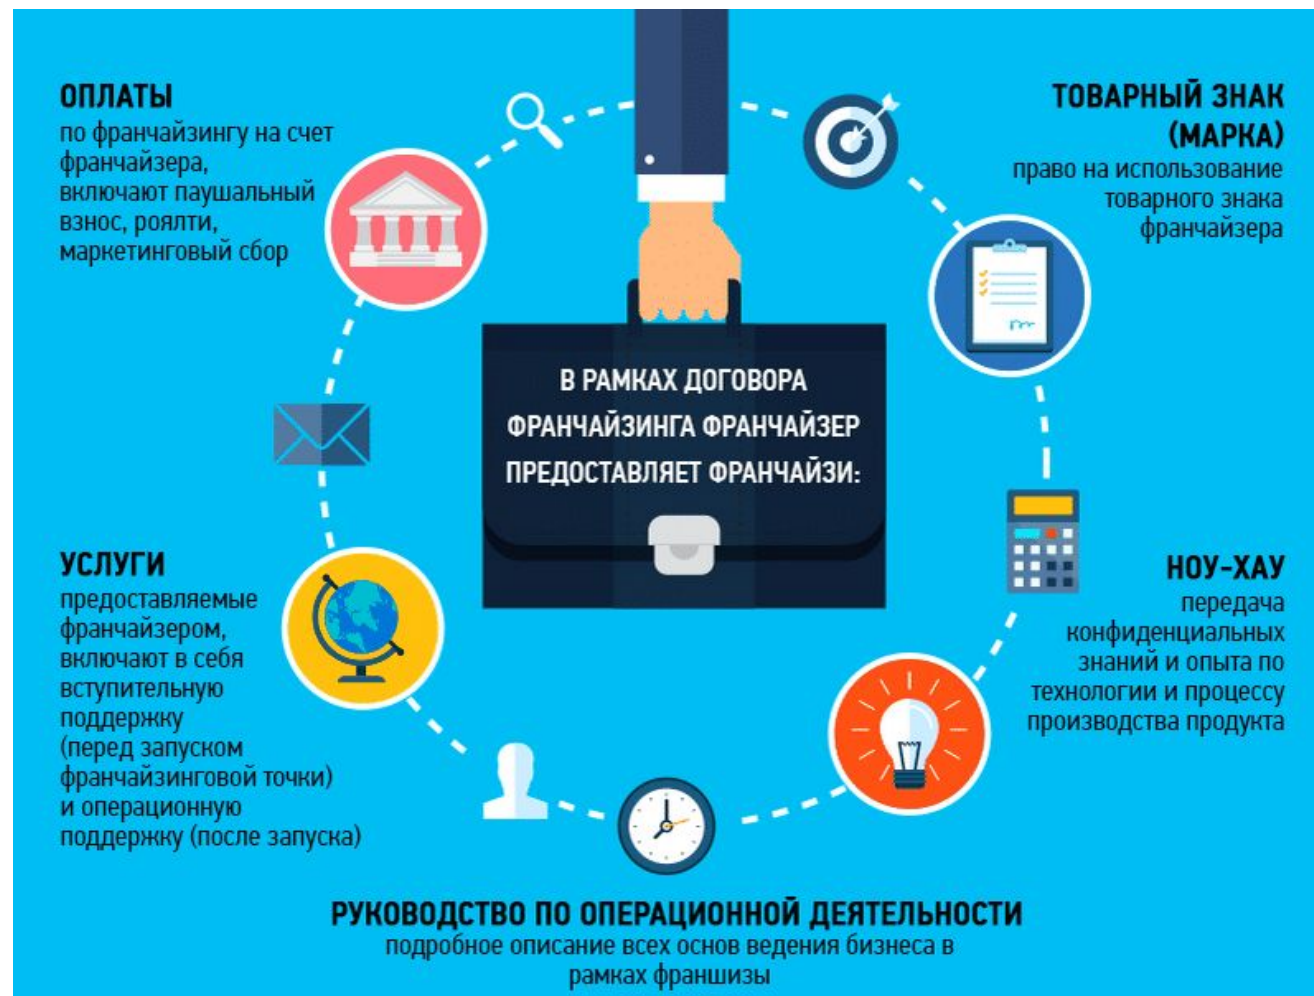 ОПЛАТЫ
по франчайзингу на счет
франчайзера,
включают паушальный
взнос, роялти,
маркетинговый сбор
ТОВАРНЫЙ ЗНАК
(МАРКА)
право на использование
товарного знака
франчайзера
В РАМКАХ ДОГОВОРА
ФРАНЧАЙЗИНГА ФРАНЧАЙЗЕР
ПРЕДОСТАВЛЯЕТ ФРАНЧАЙЗИ:
УСЛУГИ
предоставляемые
франчайзером,
включают в себя
вступительную
поддержку
(перед запуском
франчайзинговой точки)
и операционную
поддержку (после запуска)
НОУ-ХАУ
передача
конфиденциальных
знаний и опыта по
технологии и процессу
производства продукта
РУКОВОДСТВО ПО ОПЕРАЦИОННОЙ ДЕЯТЕЛЬНОСТИ
подробное описание всех основ ведения бизнеса в
рамках франшизы